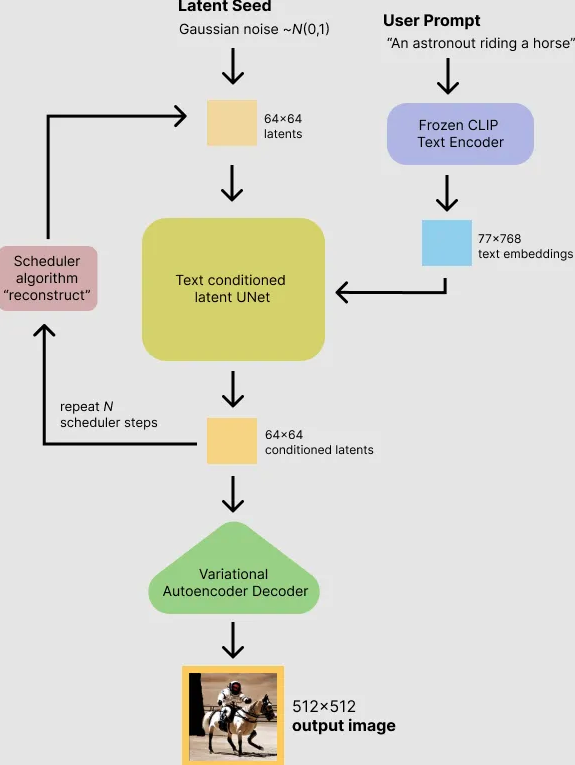 Latent Seed
Gaussian noise ~N(0,1)
User Prompt
“An astronout riding a horse”
64×64
latents
Frozen CLIP
Text Encoder
77×768
text embeddings
Scheduler
algorithm
“reconstruct”
Text conditioned
latent UNet
repeat N
scheduler steps
64×64
conditioned latents
Variational
Autoencoder Decoder
512×512
output image